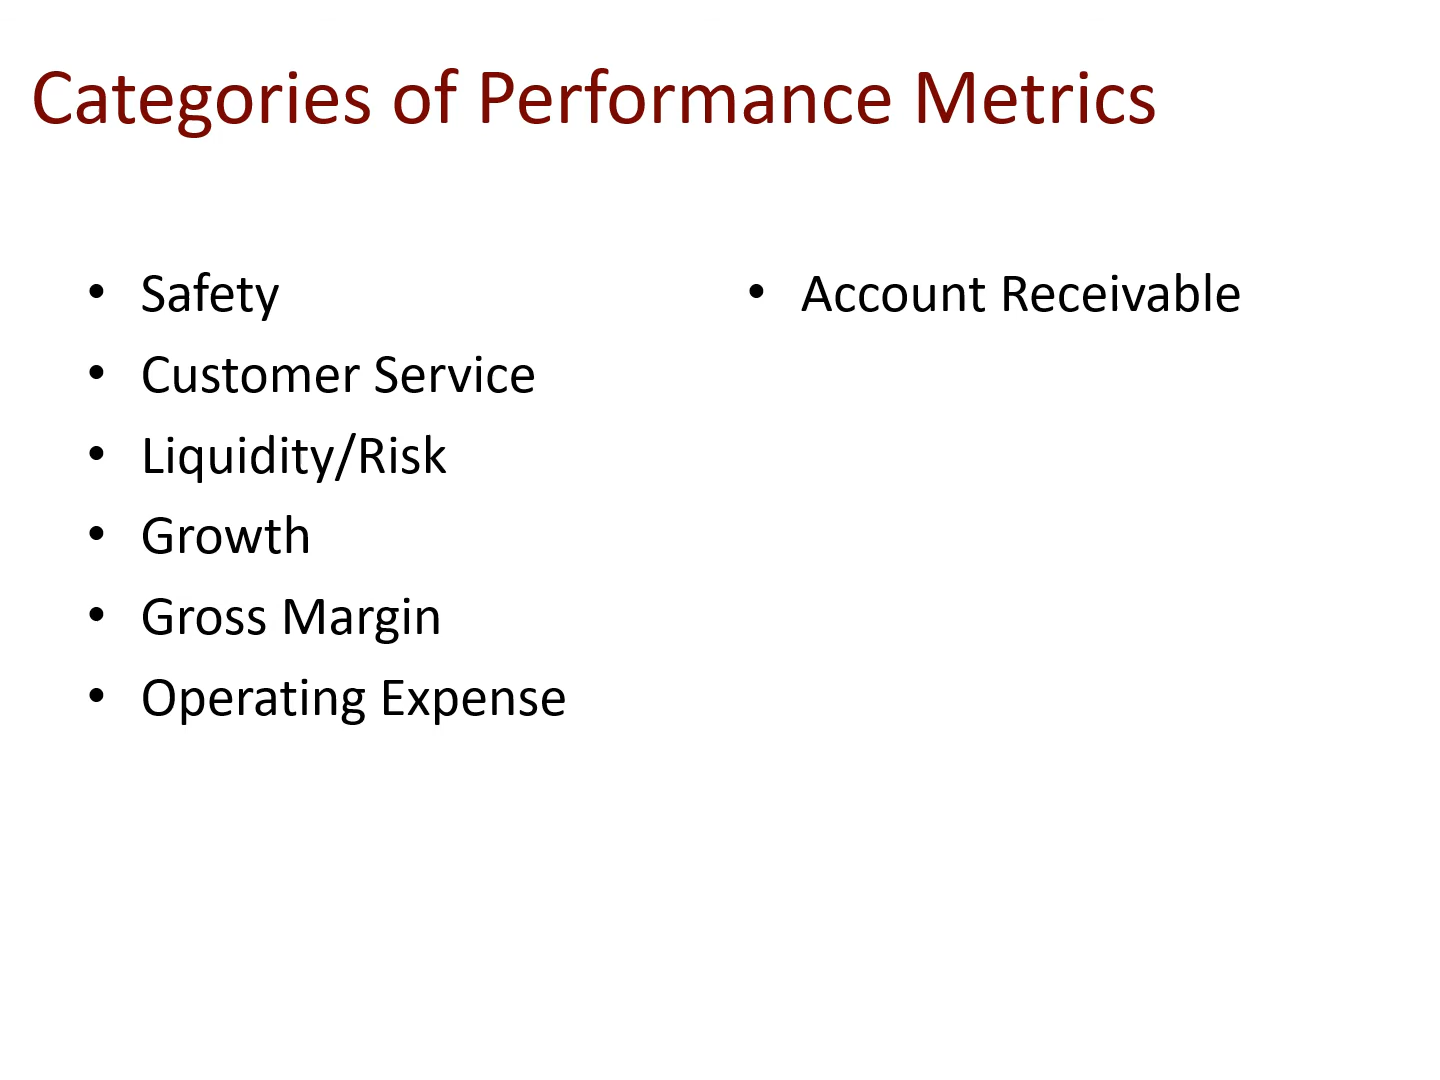 Categories of Performance Metrics
• Safety
• Customer Service
• Liquidity/Risk
• Growth
• Gross Margin
• Operating Expense
• Account Receivable